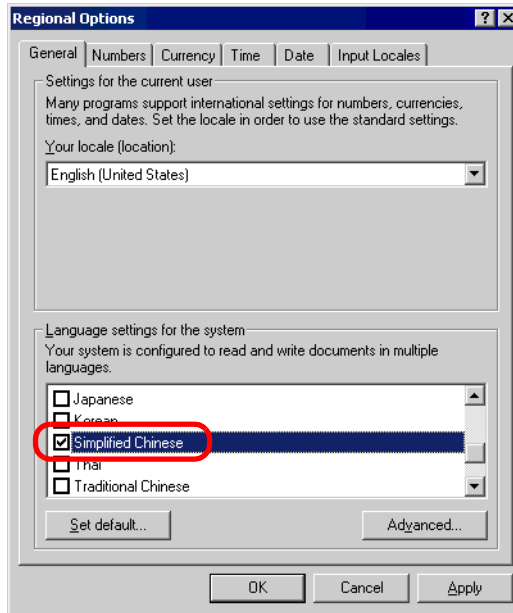 Regional Options
General Numbers Currency Time Date Input Locales
Settings for the current user
Many programs support international settings for numbers, currencies,
times, and dates. Set the locale in order to use the standard settings.
Your locale (location):
English (United States)
Language settings for the system
Your system is configured to read and write documents in multiple
languages.
Japanese
Korean
Simplified Chinese
Thai
Traditional Chinese
Set default... Advanced...
OK Cancel Apply